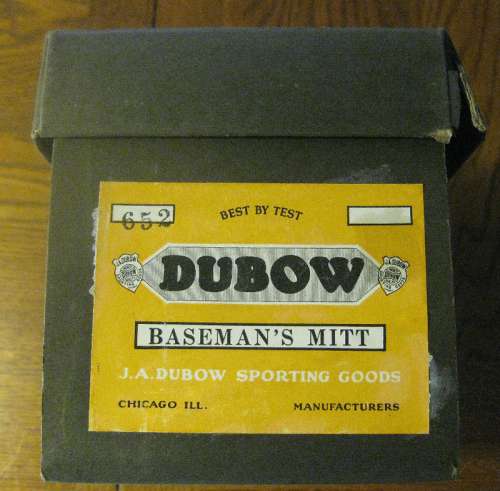 652
BEST BY TEST
DUBOW
BASEMAN'S MITT
J.A.DUBOW SPORTING GOODS
CHICAGO ILL. MANUFACTURERS